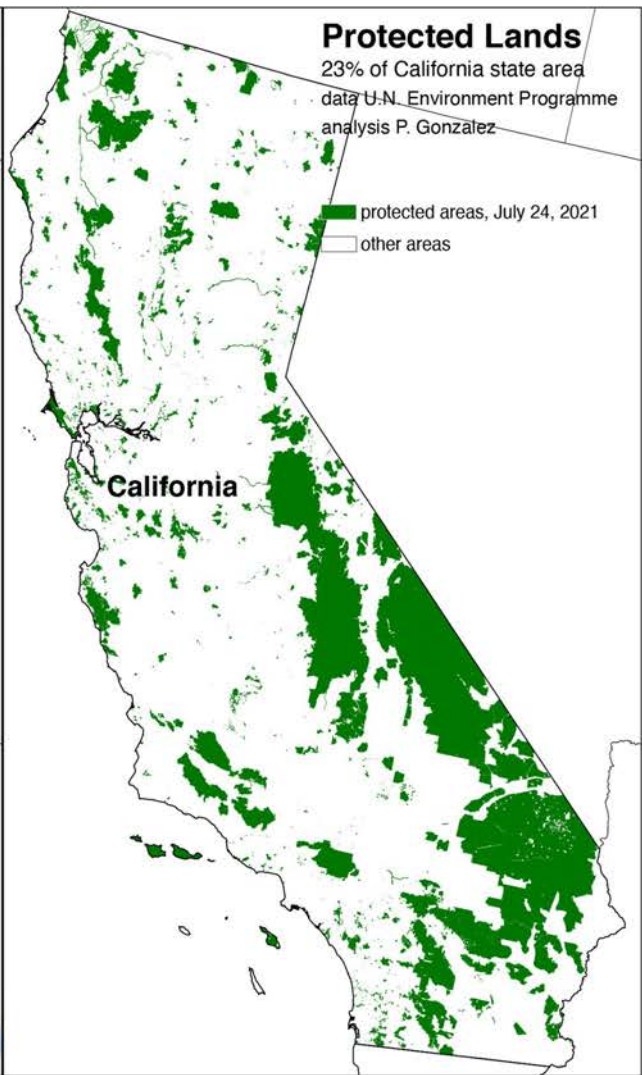 Protected Lands
23% of California state area
data U.N. Environment Programme
analysis P. Gonzalez
protected areas, July 24, 2021
other areas
California